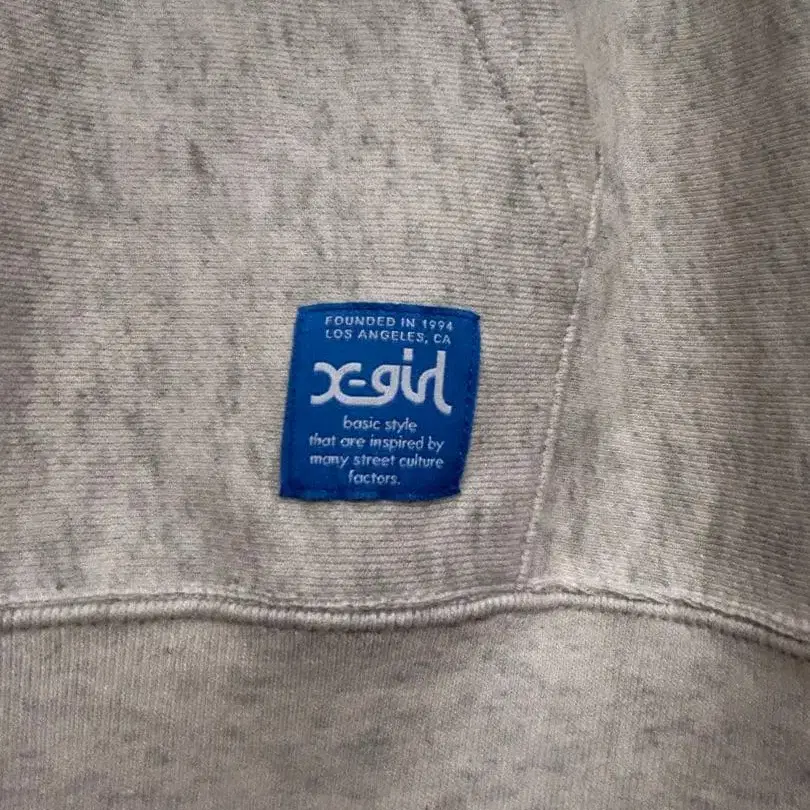 FOUNDED IN 1994
LOS ANGELES, CA
x-girl
basic style
that are inspired by
many street culture
factors.